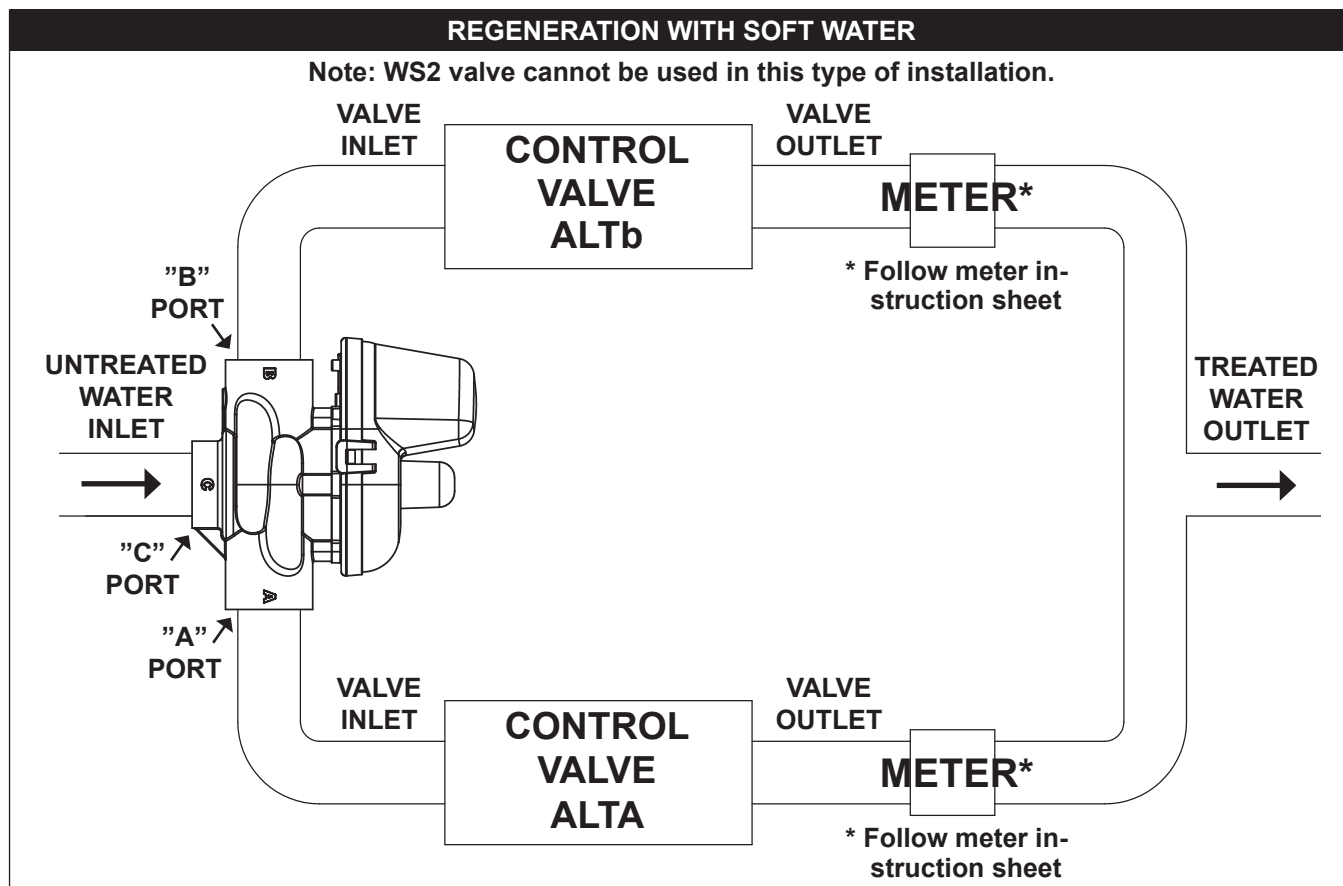 REGENERATION WITH SOFT WATER
Note: WS2 valve cannot be used in this type of installation.
VALVE
INLET
CONTROL
VALVE
ALTb
VALVE
OUTLET
METER*
* Follow meter in-
struction sheet
”B”
PORT
UNTREATED
WATER
INLET
B
C
A
”C”
PORT
”A”
PORT
TREATED
WATER
OUTLET
VALVE
INLET
CONTROL
VALVE
ALTA
VALVE
OUTLET
METER*
* Follow meter in-
struction sheet